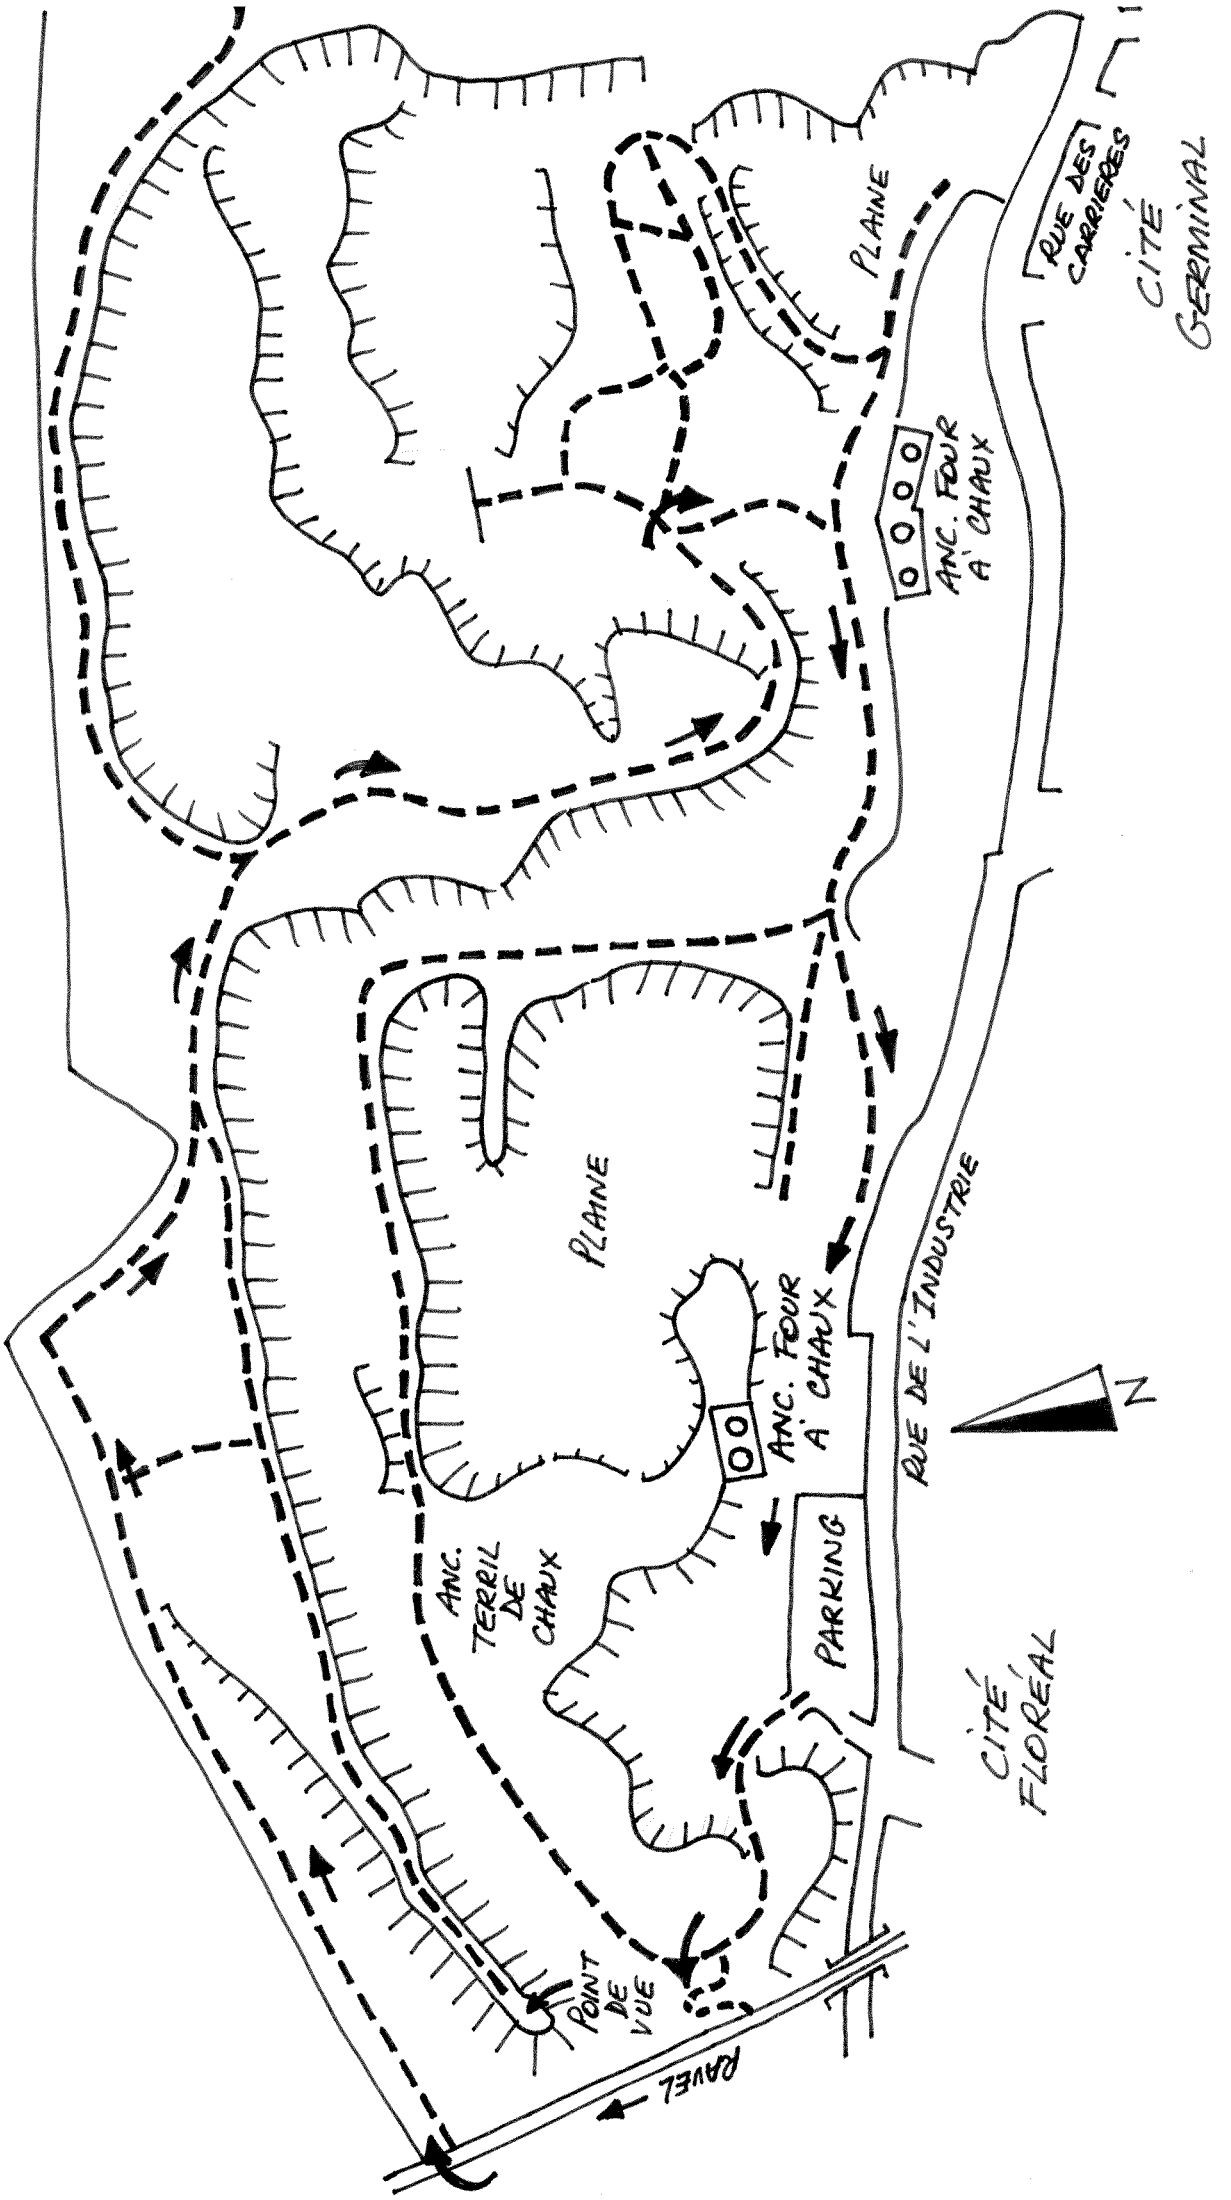 RUE DES
CARRIERES
CITÉ
GERMINAL
PLAINE
ANC. FOUR
A' CHAUX
PLAINE
ANC. FOUR
A' CHAUX
RUE DE L'INDUSTRIE
N
ANC.
TERRIL
DE
CHAUX
PARKING
CITÉ
FLORÉAL
POINT
DE
VUE
RAVEL